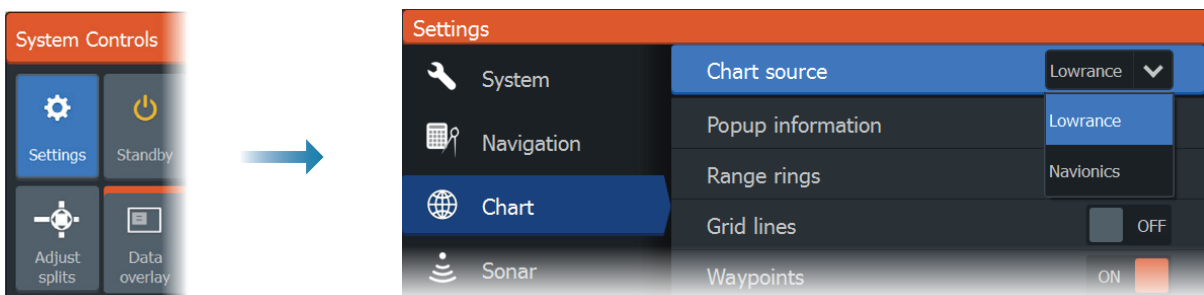 System Controls
Settings
Standby
Adjust
splits
Data
overlay
Settings
System
Navigation
Chart
Sonar
Chart source
Lowrance
Lowrance
Navionics
Popup information
Range rings
Grid lines
OFF
Waypoints
ON